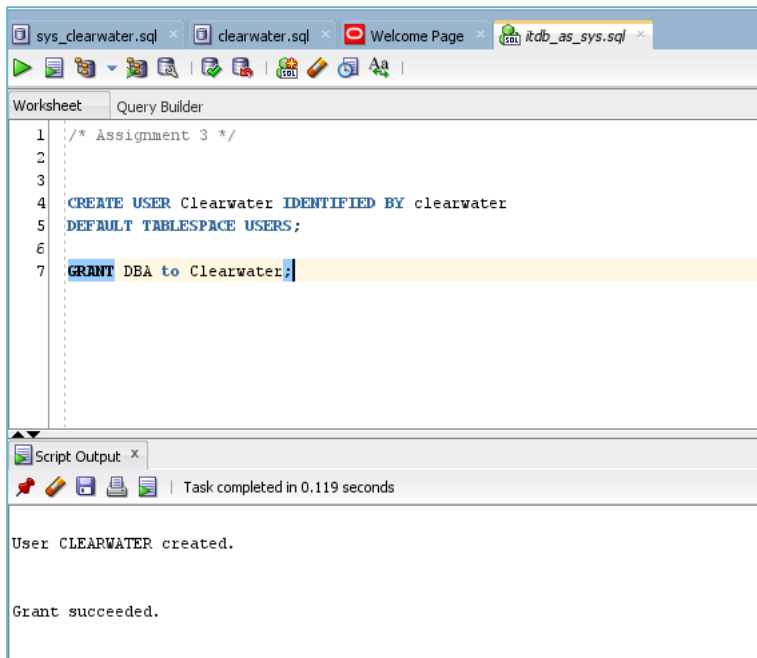 sys_clearwater.sql × clearwater.sql × Welcome Page × itdb_as_sys.sql ×
Worksheet Query Builder
1 /* Assignment 3 */
2
3
4 CREATE USER Clearwater IDENTIFIED BY clearwater
5 DEFAULT TABLESPACE USERS;
6
7 GRANT DBA to Clearwater;
Script Output ×
Task completed in 0.119 seconds
User CLEARWATER created.
Grant succeeded.